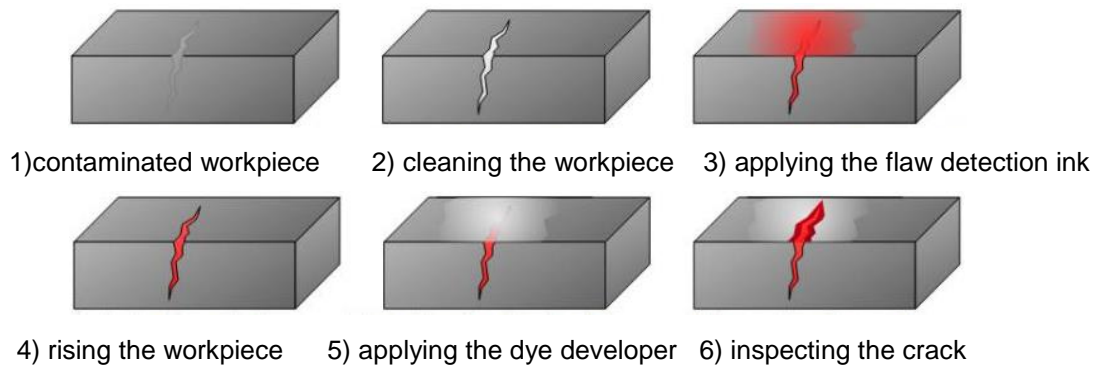 1)contaminated workpiece 2) cleaning the workpiece 3) applying the flaw detection ink
4) rising the workpiece 5) applying the dye developer 6) inspecting the crack